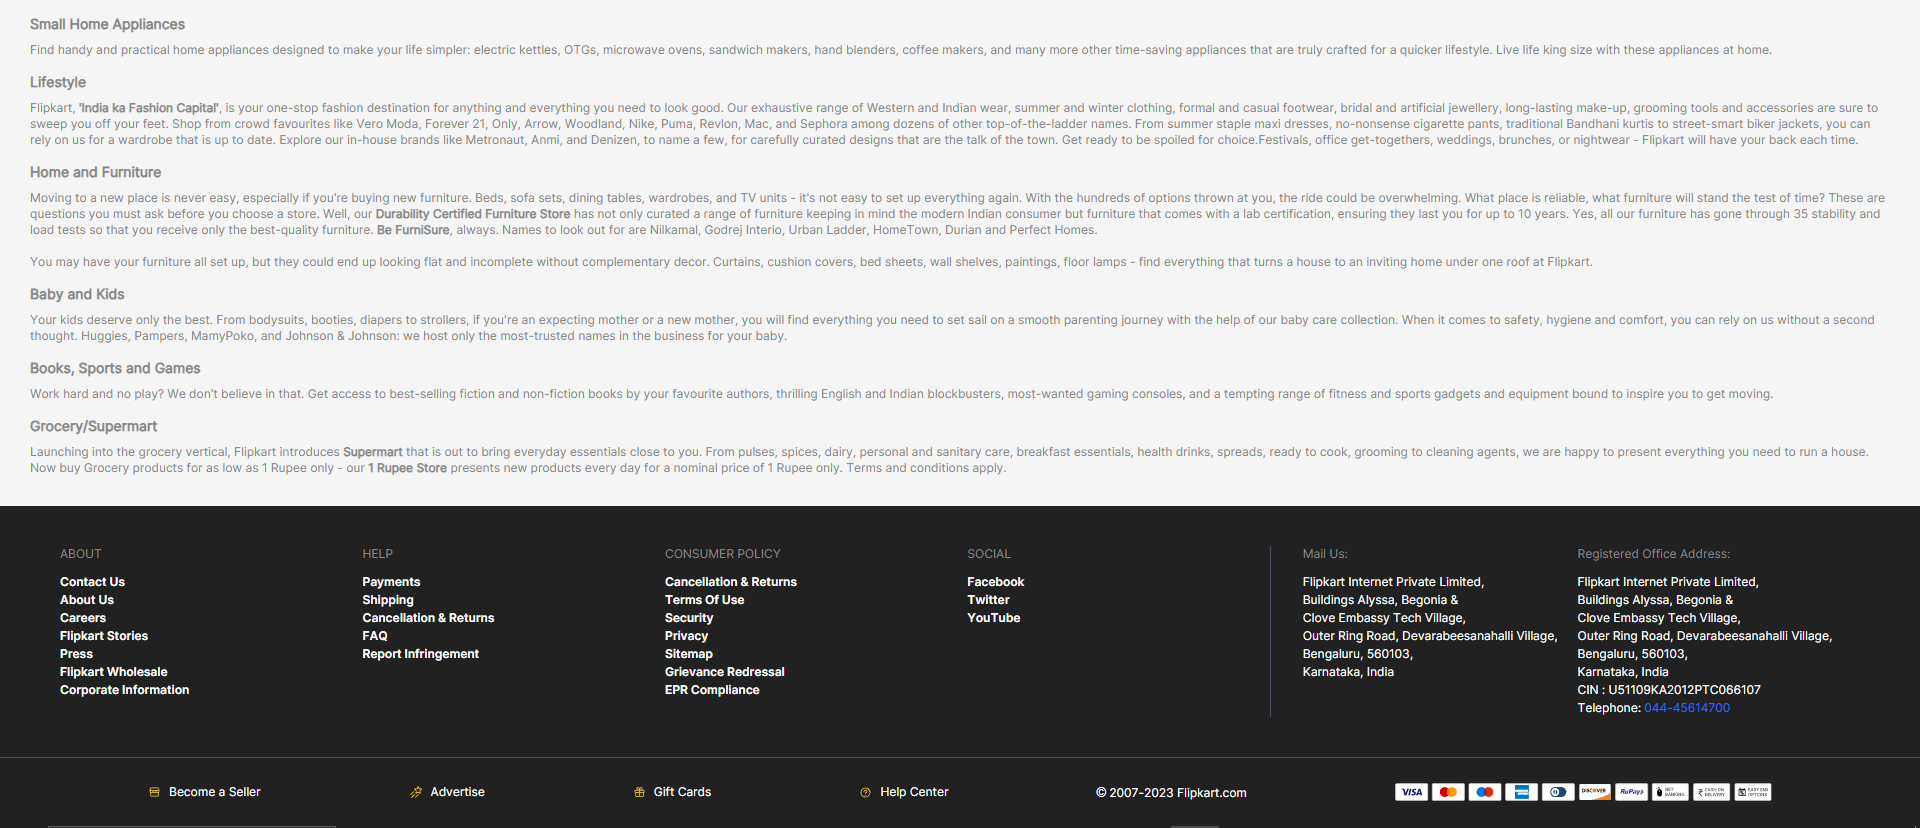 Small Home Appliances
Find handy and practical home appliances designed to make your life simpler: electric kettles, OTGs, microwave ovens, sandwich makers, hand blenders, coffee makers, and many more other time-saving appliances that are truly crafted for a quicker lifestyle. Live life king size with these appliances at home.
Lifestyle
Flipkart, 'India ka Fashion Capital', is your one-stop fashion destination for anything and everything you need to look good. Our exhaustive range of Western and Indian wear, summer and winter clothing, formal and casual footwear, bridal and artificial jewellery, long-lasting make-up, grooming tools and accessories are sure to
sweep you off your feet. Shop from crowd favourites like Vero Moda, Forever 21, Only, Arrow, Woodland, Nike, Puma, Revlon, Mac, and Sephora among dozens of other top-of-the-ladder names. From summer staple maxi dresses, no-nonsense cigarette pants, traditional Bandhani kurtis to street-smart biker jackets, you can
rely on us for a wardrobe that is up to date. Explore our in-house brands like Metronaut, Anmi, and Denizen, to name a few, for carefully curated designs that are the talk of the town. Get ready to be spoiled for choice.Festivals, office get-togethers, weddings, brunches, or nightwear - Flipkart will have your back each time.
Home and Furniture
Moving to a new place is never easy, especially if you're buying new furniture. Beds, sofa sets, dining tables, wardrobes, and TV units - it's not easy to set up everything again. With the hundreds of options thrown at you, the ride could be overwhelming. What place is reliable, what furniture will stand the test of time? These are
questions you must ask before you choose a store. Well, our Durability Certified Furniture Store has not only curated a range of furniture keeping in mind the modern Indian consumer but furniture that comes with a lab certification, ensuring they last you for up to 10 years. Yes, all our furniture has gone through 35 stability and
load tests so that you receive only the best-quality furniture. Be FurniSure, always. Names to look out for are Nilkamal, Godrej Interio, Urban Ladder, HomeTown, Durian and Perfect Homes.
You may have your furniture all set up, but they could end up looking flat and incomplete without complementary decor. Curtains, cushion covers, bed sheets, wall shelves, paintings, floor lamps - find everything that turns a house to an inviting home under one roof at Flipkart.
Baby and Kids
Your kids deserve only the best. From bodysuits, booties, diapers to strollers, if you're an expecting mother or a new mother, you will find everything you need to set sail on a smooth parenting journey with the help of our baby care collection. When it comes to safety, hygiene and comfort, you can rely on us without a second
thought. Huggies, Pampers, MamyPoko, and Johnson & Johnson: we host only the most-trusted names in the business for your baby.
Books, Sports and Games
Work hard and no play? We don't believe in that. Get access to best-selling fiction and non-fiction books by your favourite authors, thrilling English and Indian blockbusters, most-wanted gaming consoles, and a tempting range of fitness and sports gadgets and equipment bound to inspire you to get moving.
Grocery/Supermart
Launching into the grocery vertical, Flipkart introduces Supermart that is out to bring everyday essentials close to you. From pulses, spices, dairy, personal and sanitary care, breakfast essentials, health drinks, spreads, ready to cook, grooming to cleaning agents, we are happy to present everything you need to run a house.
Now buy Grocery products for as low as 1 Rupee only - our 1 Rupee Store presents new products every day for a nominal price of 1 Rupee only. Terms and conditions apply.
ABOUT
Contact Us
About Us
Careers
Flipkart Stories
Press
Flipkart Wholesale
Corporate Information
HELP
Payments
Shipping
Cancellation & Returns
FAQ
Report Infringement
CONSUMER POLICY
Cancellation & Returns
Terms Of Use
Security
Privacy
Sitemap
Grievance Redressal
EPR Compliance
SOCIAL
Facebook
Twitter
YouTube
Mail Us:
Flipkart Internet Private Limited,
Buildings Alyssa, Begonia &
Clove Embassy Tech Village,
Outer Ring Road, Devarabeesanahalli Village,
Bengaluru, 560103,
Karnataka, India
Registered Office Address:
Flipkart Internet Private Limited,
Buildings Alyssa, Begonia &
Clove Embassy Tech Village,
Outer Ring Road, Devarabeesanahalli Village,
Bengaluru, 560103,
Karnataka, India
CIN : U51109KA2012PTC066107
Telephone: 044-45614700
Become a Seller
Advertise
Gift Cards
Help Center
© 2007-2023 Flipkart.com
VISA
DISCOVER
RuPay
NET BANKING
CASH ON DELIVERY
EASY EMI OPTIONS